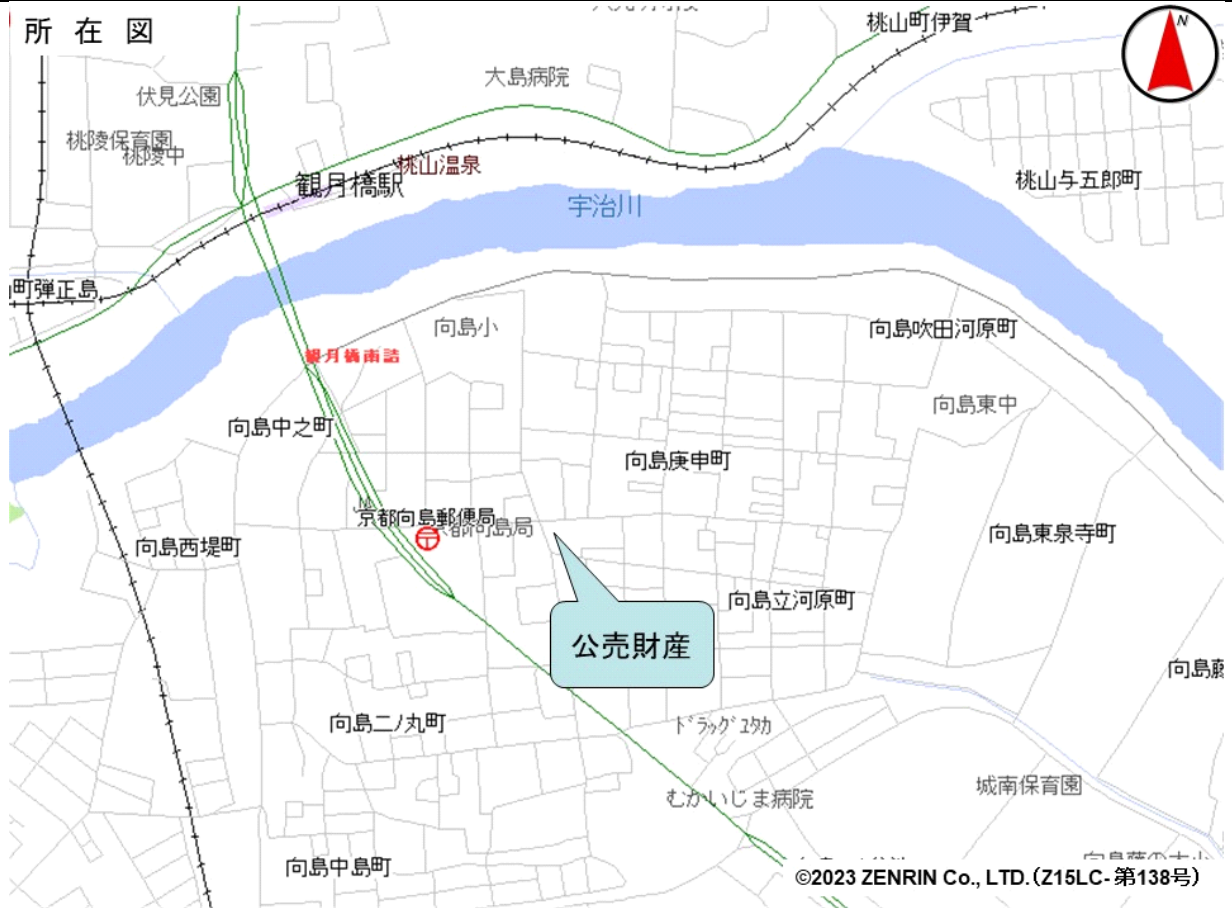 所在図
N
桃山町伊賀
大島病院
伏見公園
桃陵保育園
桃陵中
桃山温泉
観月橋駅
桃山与五郎町
宇治川
町弾正島
向島小
向島吹田河原町
観月橋南詰
向島東中
向島中之町
向島庚申町
京都向島郵便局
京都向島局
向島東泉寺町
向島西堤町
向島立河原町
公売財産
向島藤
向島二ノ丸町
ドラッグユタカ
城南保育園
むかいじま病院
向島中島町
©2023 ZENRIN Co., LTD.(Z15LC-第138号)